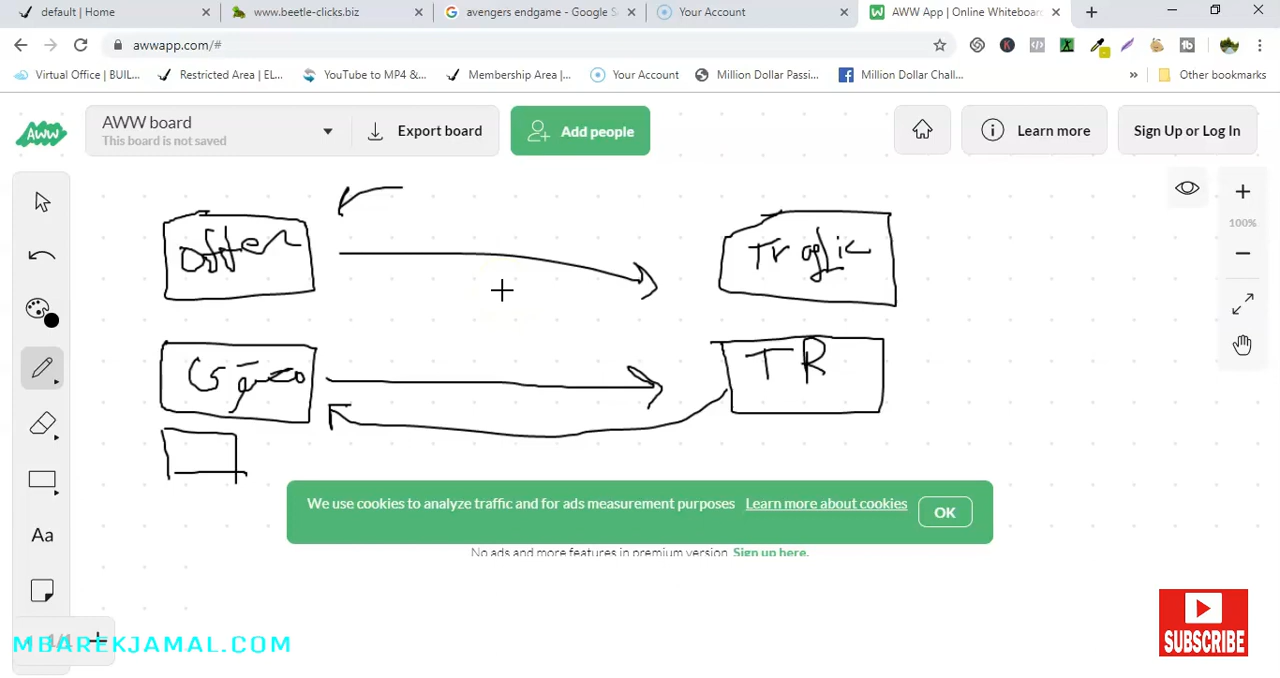 default | Home
www.beetle-clicks.biz
avengers endgame - Google S
Your Account
AWW App | Online Whiteboard
awwapp.com/#
Virtual Office | BUIL...
Restricted Area | EL...
YouTube to MP4 &...
Membership Area |...
Your Account
Million Dollar Passi...
Million Dollar Chall...
»
Other bookmarks
AWW
AWW board
This board is not saved
Export board
Add people
Learn more
Sign Up or Log In
100%
Offer
Traffic
TR
Aa
We use cookies to analyze traffic and for ads measurement purposes Learn more about cookies
OK
No ads and more features in premium version Sign up here.
MBAREKJAMAL.COM
SUBSCRIBE